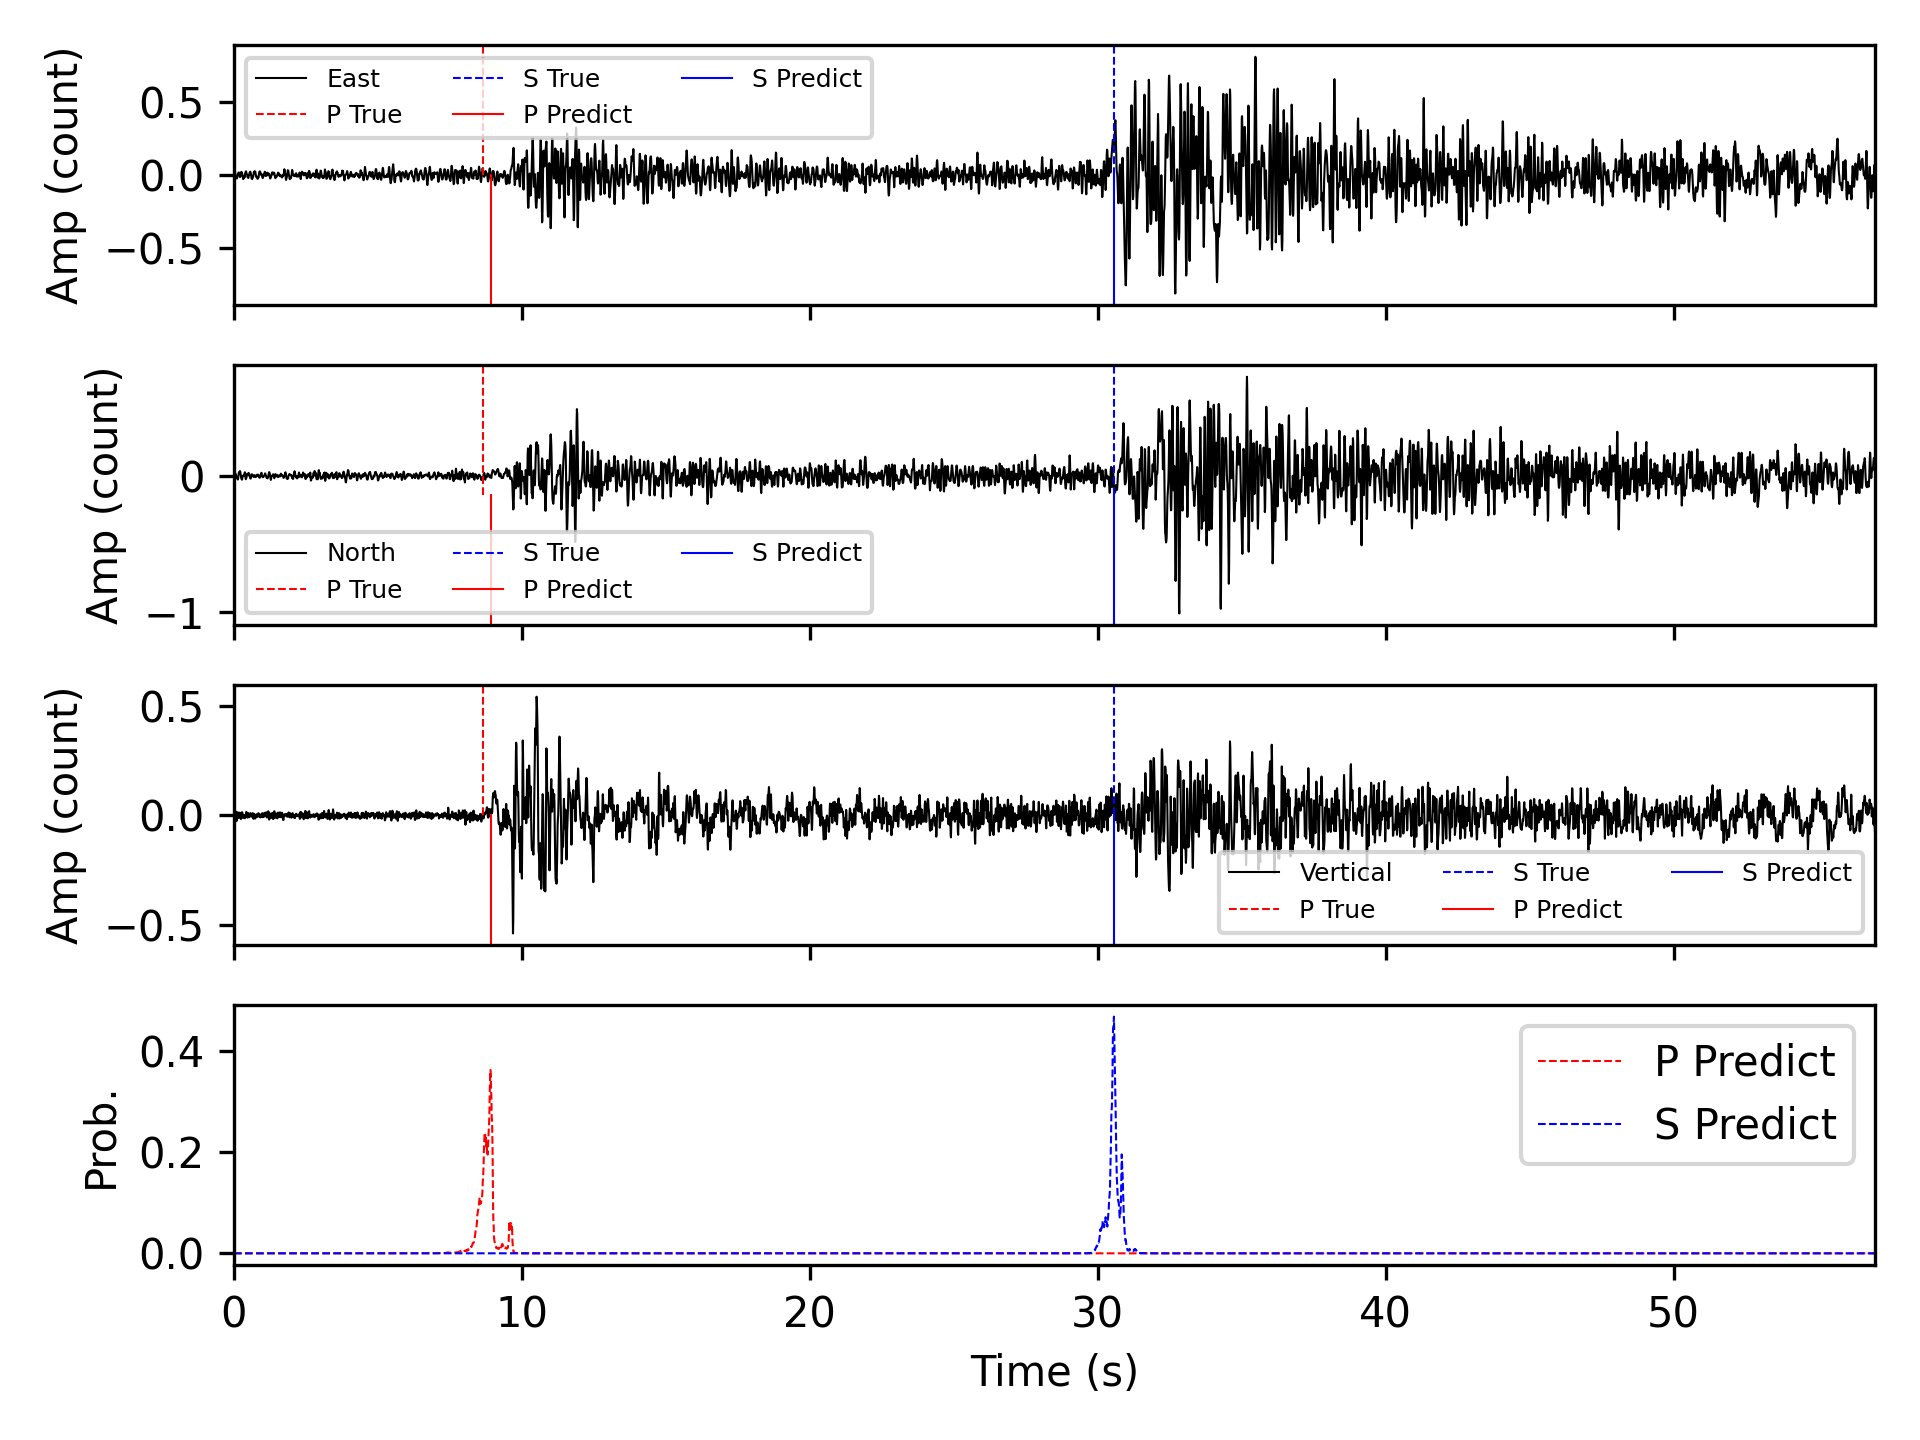 Amp (count)
0.5
0.0
−0.5
East
P True
S True
P Predict
S Predict
Amp (count)
0
−1
North
P True
S True
P Predict
S Predict
Amp (count)
0.5
0.0
−0.5
Vertical
P True
S True
P Predict
S Predict
Prob.
0.4
0.2
0.0
P Predict
S Predict
0 10 20 30 40 50
Time (s)